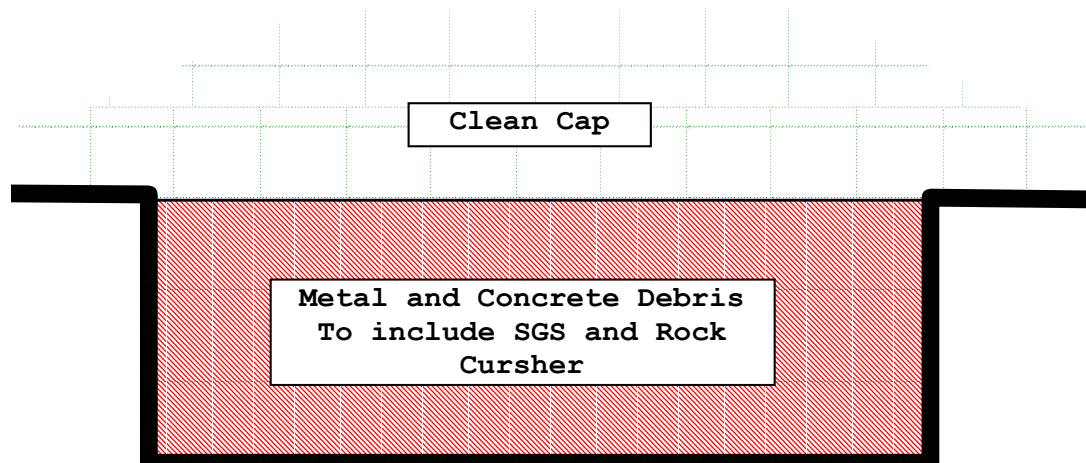 Clean Cap
Metal and Concrete Debris
To include SGS and Rock
Cursher